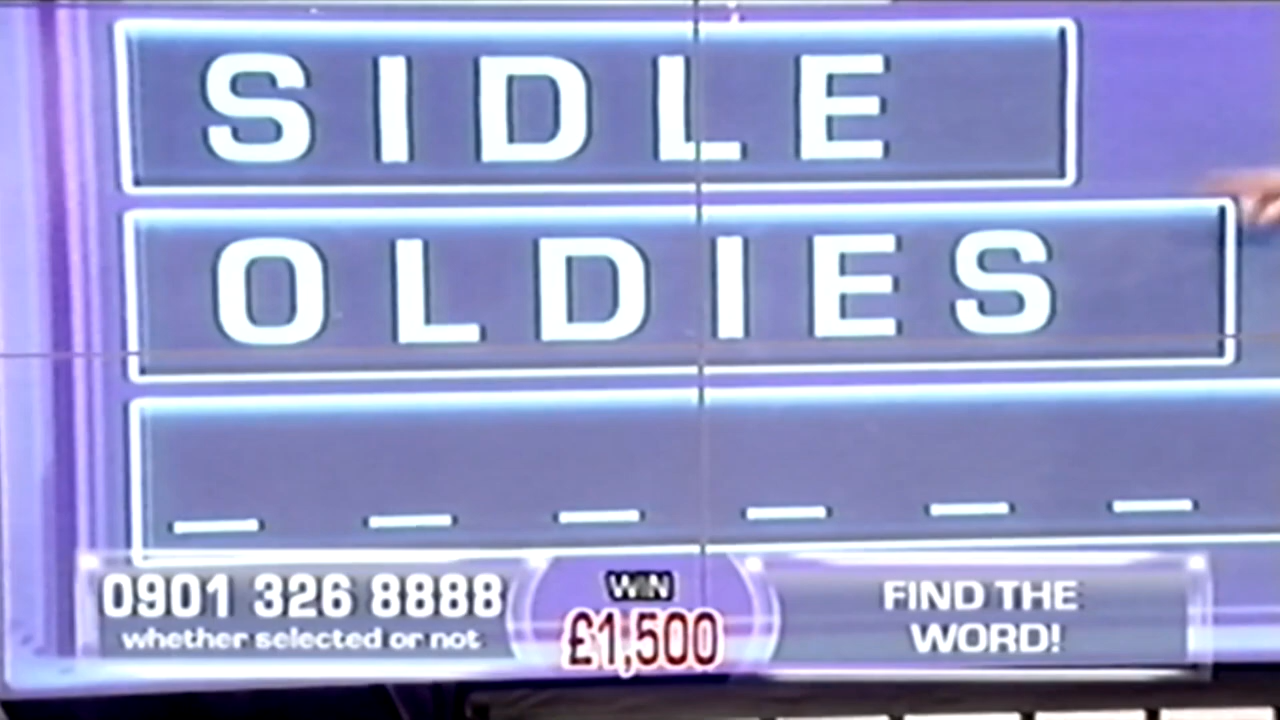 SIDLE
OLDIES
0901 326 8888
whether selected or not
WIN
£1,500
FIND THE
WORD!